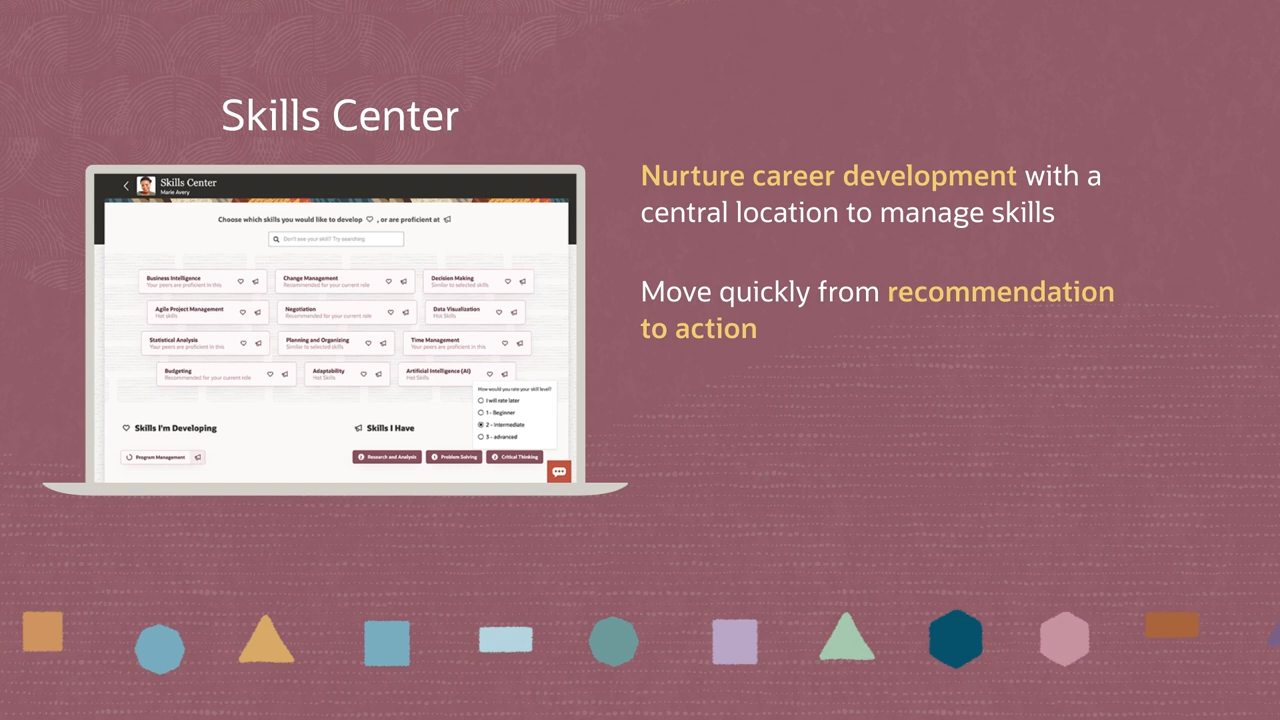 Skills Center
Skills Center
Marie Avery
Choose which skills you would like to develop , or are proficient at
Don't see your skill? Try searching
Business Intelligence
Your peers are proficient in this
Change Management
Recommended for your current role
Decision Making
Similar to selected skills
Agile Project Management
Hot skills
Negotiation
Recommended for your current role
Data Visualization
Hot Skills
Statistical Analysis
Your peers are proficient in this
Planning and Organizing
Similar to selected skills
Time Management
Your peers are proficient in this
Budgeting
Recommended for your current role
Adaptability
Hot Skills
Artificial Intelligence (AI)
Hot Skills
How would you rate your skill level?
I will rate later
1 - Beginner
2 - Intermediate
3 - advanced
Skills I'm Developing
Program Management
Skills I Have
Research and Analysis
Problem Solving
Critical Thinking
Nurture career development with a
central location to manage skills
Move quickly from recommendation
to action